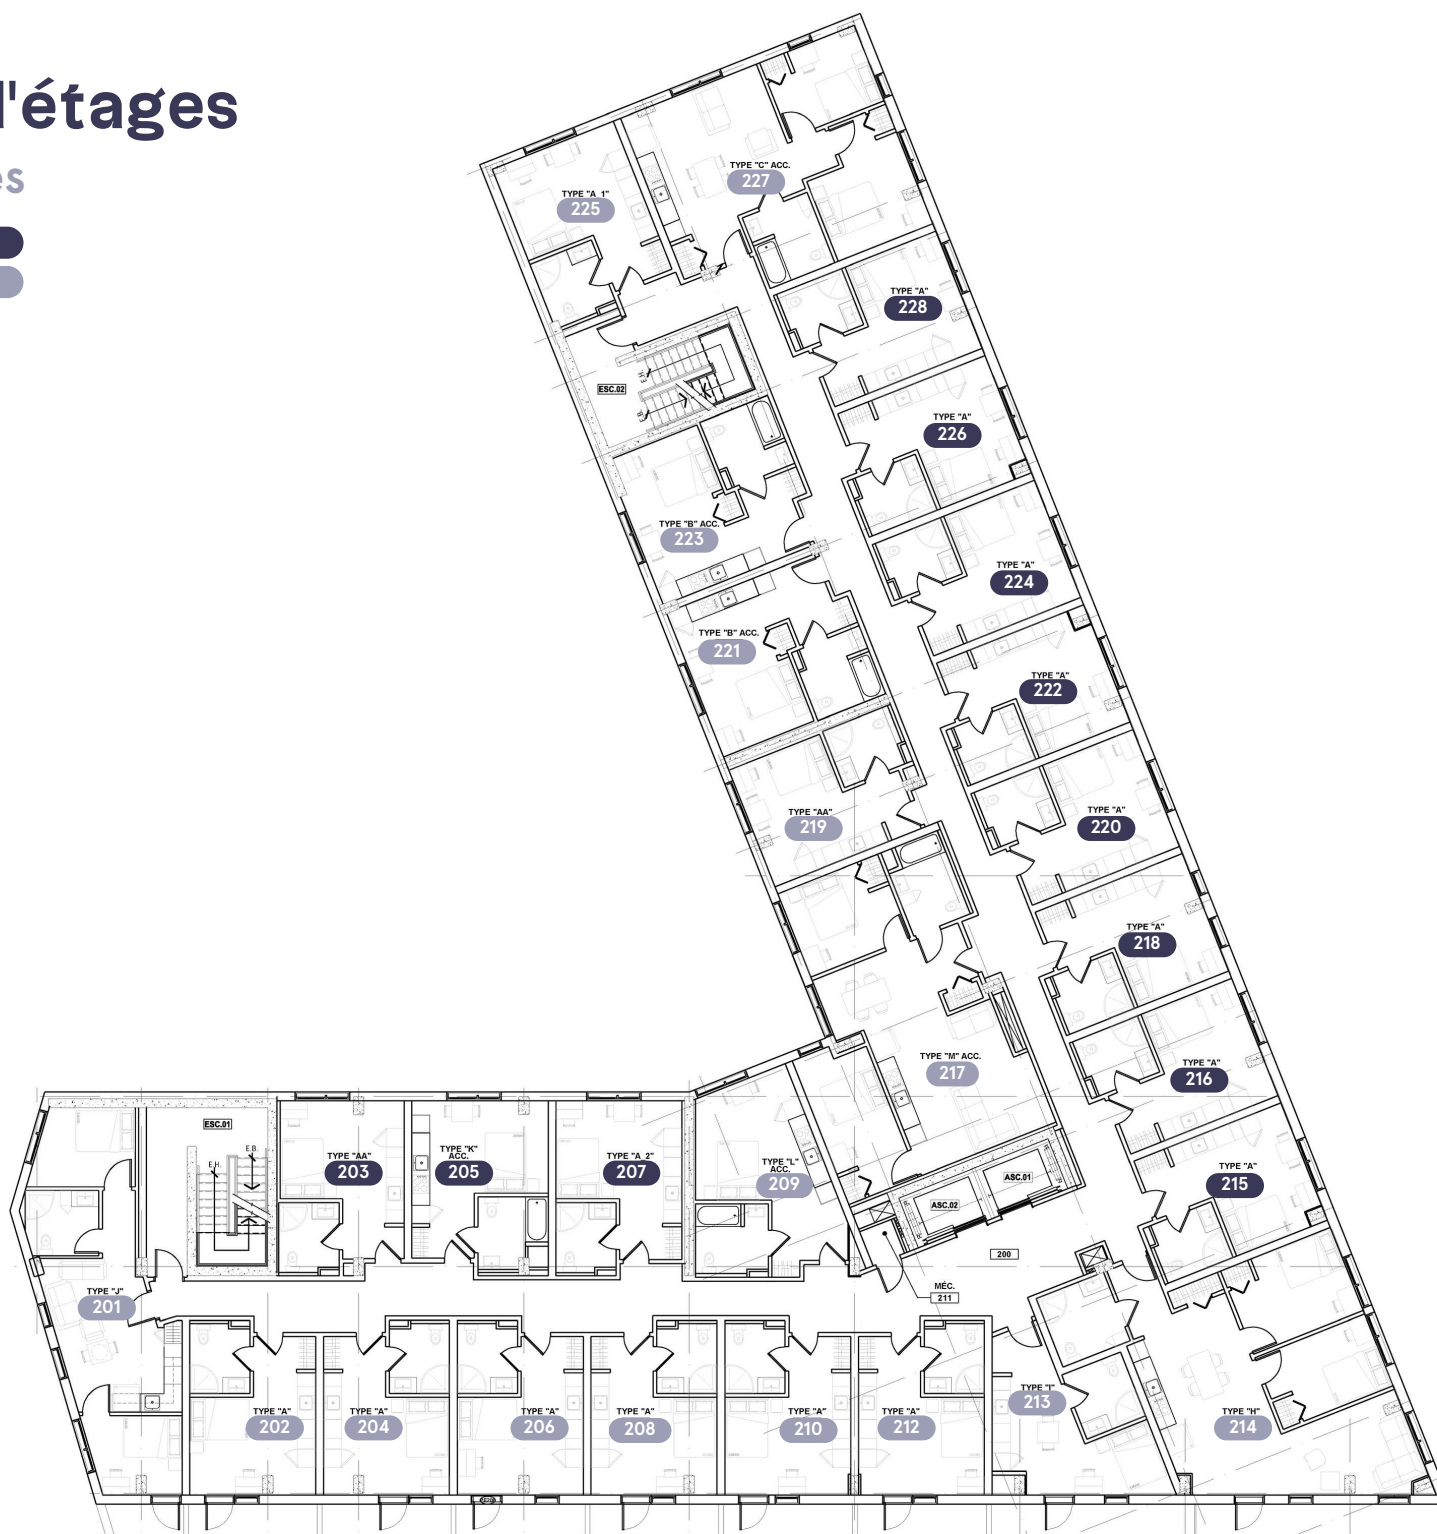 l'étages
es
TYPE "C" ACC.
227
TYPE "A_1"
225
TYPE "A"
228
E.H.
ESC.02
E.B.
TYPE "A"
226
TYPE "B" ACC.
223
TYPE "A"
224
TYPE "B" ACC.
221
TYPE "A"
222
TYPE "AA"
219
TYPE "A"
220
TYPE "A"
218
TYPE "M" ACC.
217
TYPE "A"
216
ESC.01
E.H.
E.B.
TYPE "AA"
203
TYPE "K"
ACC.
205
TYPE "A_2"
207
TYPE "L"
ACC.
209
ASC.01
ASC.02
TYPE "A"
215
200
MÉC.
211
TYPE "J"
201
TYPE "A"
202
TYPE "A"
204
TYPE "A"
206
TYPE "A"
208
TYPE "A"
210
TYPE "A"
212
TYPE "I"
213
TYPE "H"
214